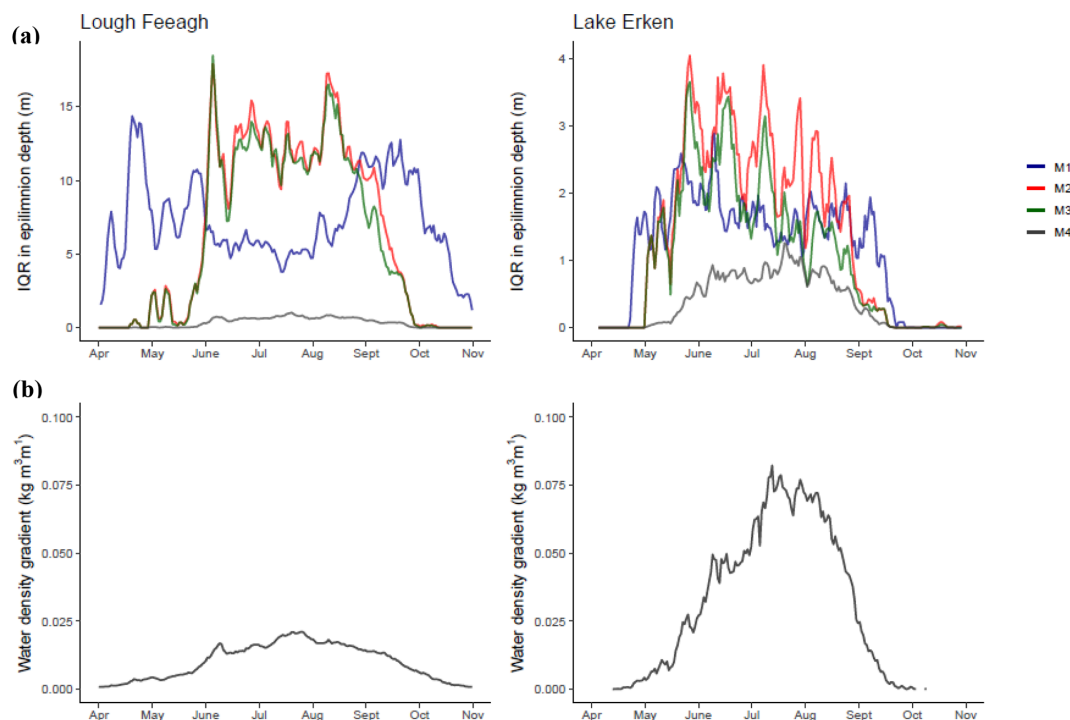 Lough Feeagh
Lake Erken
(a)
IQR in epilimnion depth (m)
15
10
5
0
Apr May June Jul Aug Sept Oct Nov
IQR in epilimnion depth (m)
4
3
2
1
0
Apr May June Jul Aug Sept Oct Nov
M1
M2
M3
M4
(b)
Water density gradient (kg m³m¹)
0.100
0.075
0.050
0.025
0.000
Apr May June Jul Aug Sept Oct Nov
Water density gradient (kg m³m¹)
0.100
0.075
0.050
0.025
0.000
Apr May June Jul Aug Sept Oct Nov